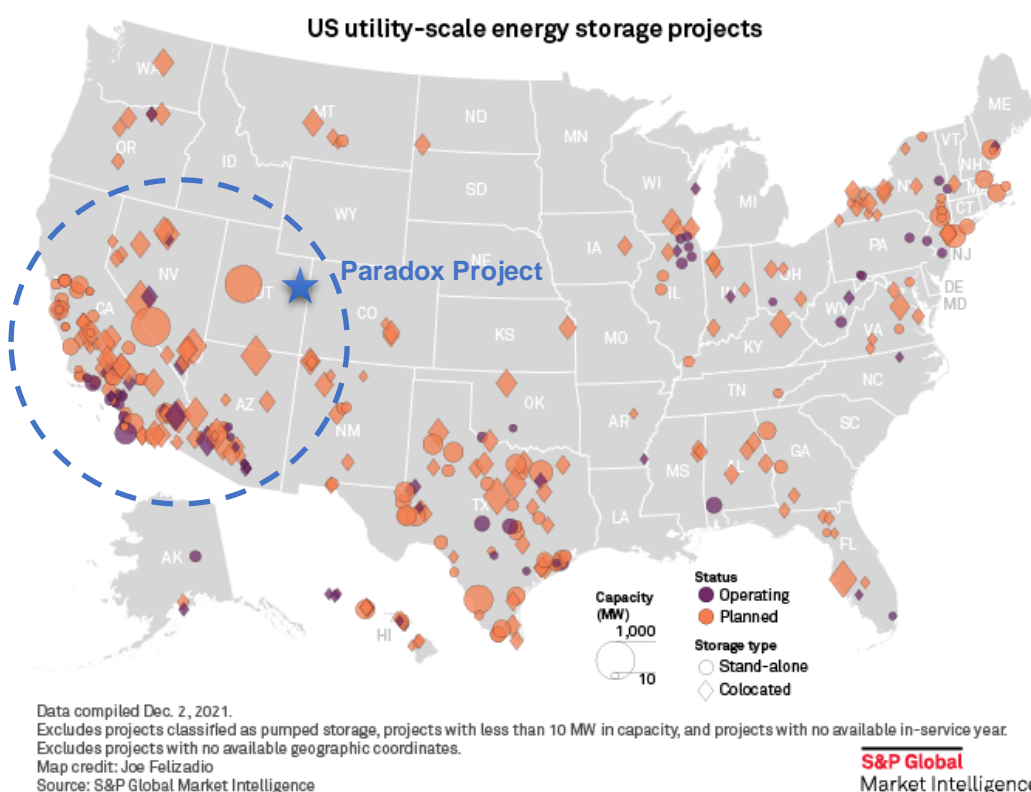 US utility-scale energy storage projects
WA
MT
ND
ME
OR
ID
MN
VT
NH
SD
WI
MI
NY
MA
WY
CT
IA
NE
PA
NJ
Paradox Project
NV
UT
IL
IN
OH
DE
MD
CA
CO
KS
MO
WV
VA
KY
NC
AZ
NM
OK
TN
AR
SC
MS
AL
GA
TX
LA
FL
AK
HI
Capacity
(MW)
1,000
10
Status
Operating
Planned
Storage type
Stand-alone
Colocated
Data compiled Dec. 2, 2021.
Excludes projects classified as pumped storage, projects with less than 10 MW in capacity, and projects with no available in-service year.
Excludes projects with no available geographic coordinates.
Map credit: Joe Felizadio
Source: S&P Global Market Intelligence
S&P Global
Market Intelligence